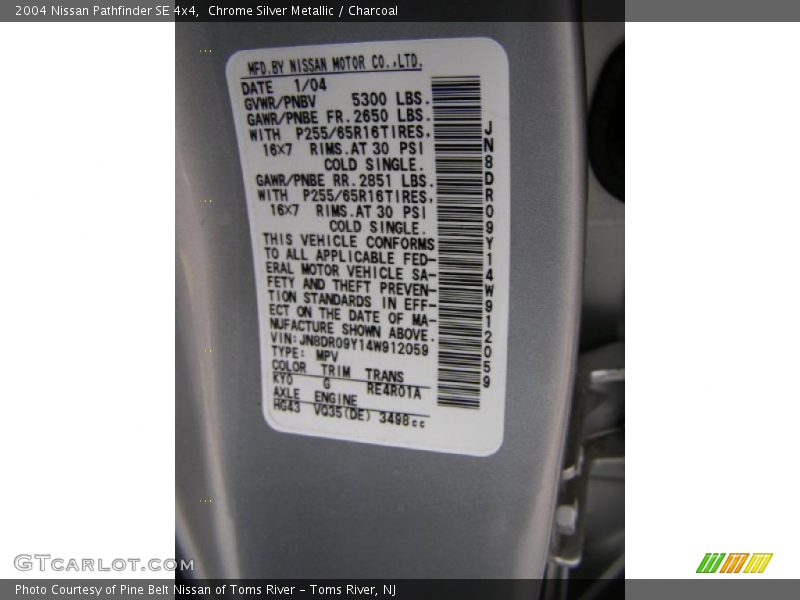 2004 Nissan Pathfinder SE 4x4,  Chrome Silver Metallic / Charcoal
MFD.BY NISSAN MOTOR CO.,LTD.
DATE 1/04
GVWR/PNBV 5300 LBS.
GAWR/PNBE FR.2650 LBS.
WITH P255/65R16TIRES,
16×7 RIMS.AT 30 PSI
COLD SINGLE.
GAWR/PNBE RR.2851 LBS.
WITH P255/65R16TIRES,
16×7 RIMS.AT 30 PSI
COLD SINGLE.
THIS VEHICLE CONFORMS
TO ALL APPLICABLE FED-
ERAL MOTOR VEHICLE SA-
FETY AND THEFT PREVEN-
TION STANDARDS IN EFF-
ECT ON THE DATE OF MA-
NUFACTURE SHOWN ABOVE.
VIN:JN8DR09Y14W912059
TYPE: MPV
COLOR TRIM TRANS
KY0 G RE4R01A
AXLE ENGINE
HG43 VQ35(DE) 3498cc
JN8DR09Y14W912059
GTCARLOT.COM
Photo Courtesy of Pine Belt Nissan of Toms River – Toms River, NJ